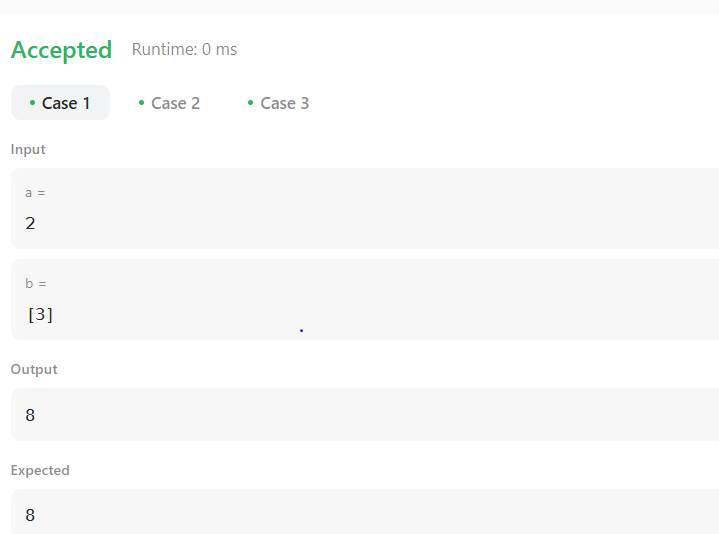 Accepted Runtime: 0 ms
Case 1 Case 2 Case 3
Input
a =
2
b =
[3]
Output
8
Expected
8